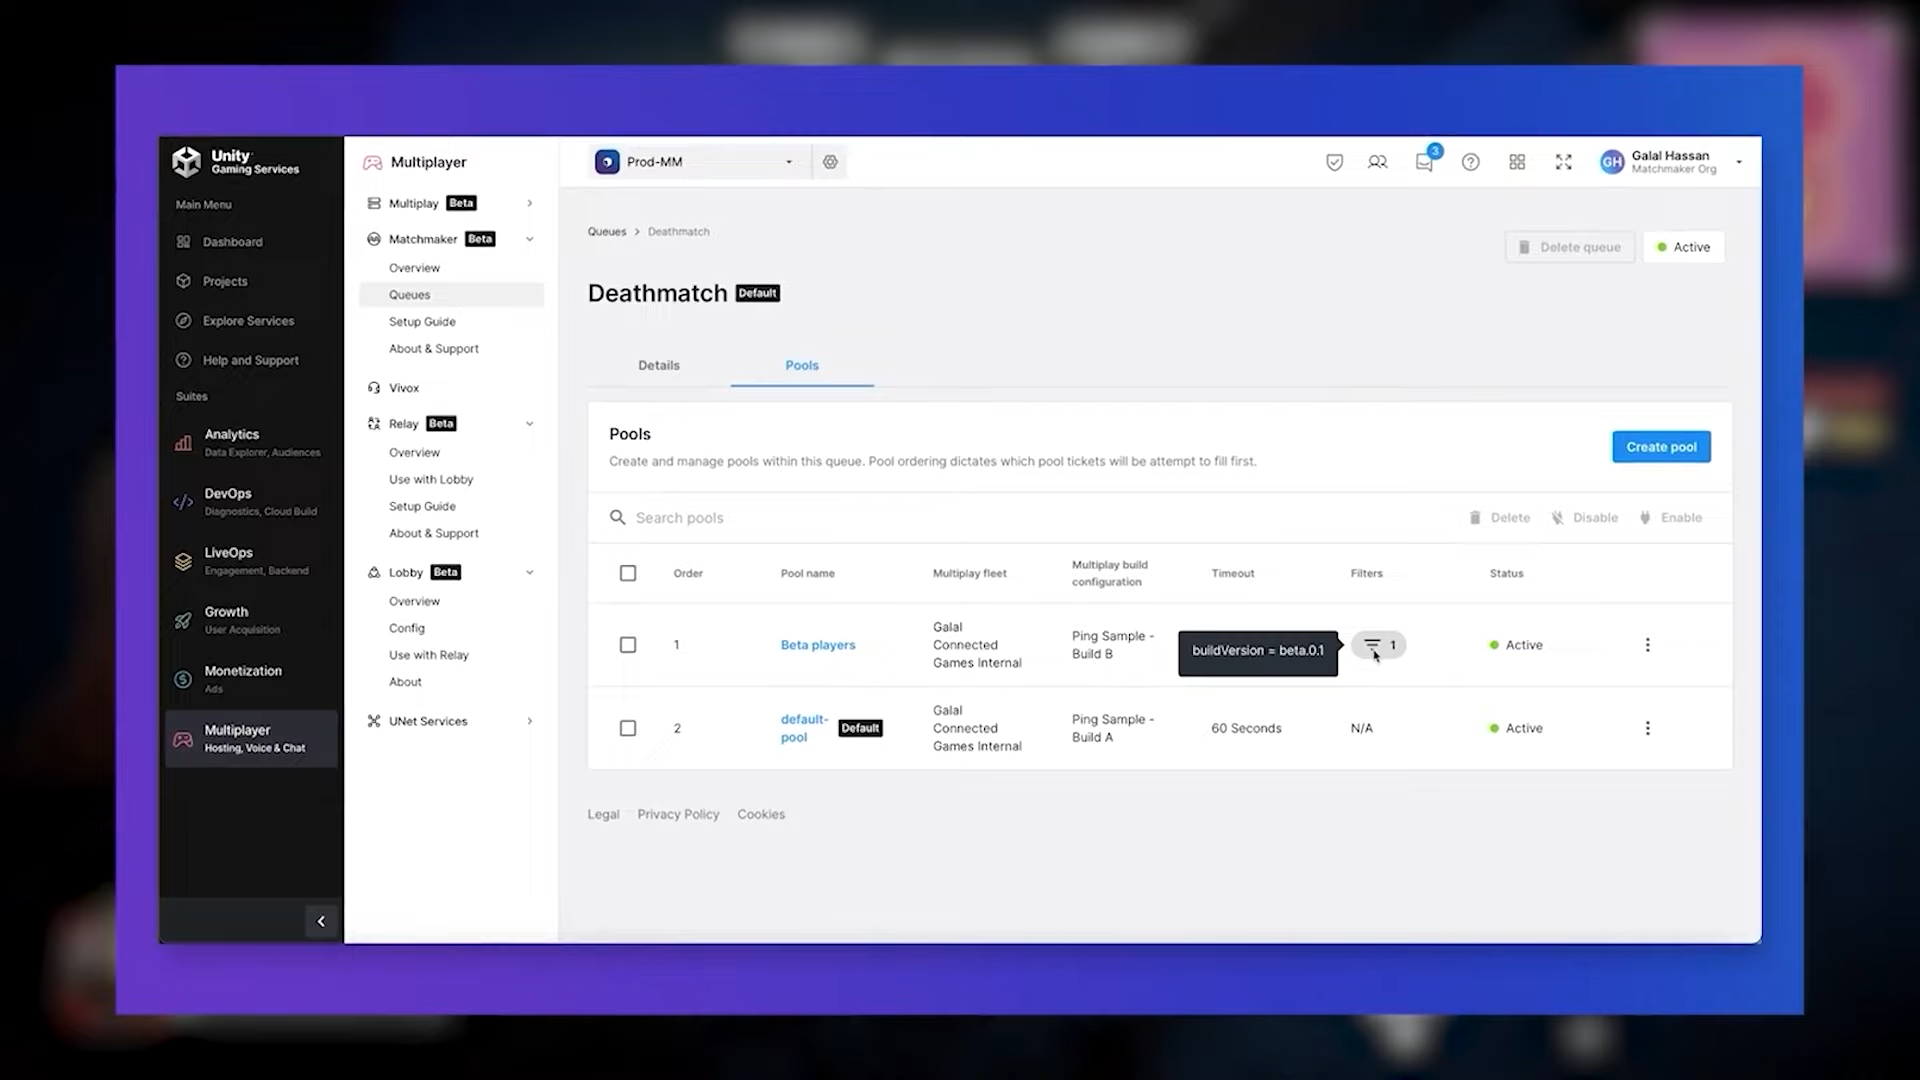 Unity
Gaming Services
Main Menu
Dashboard
Projects
Explore Services
Help and Support
Suites
Analytics
Data Explorer, Audiences
DevOps
Diagnostics, Cloud Build
LiveOps
Engagement, Backend
Growth
User Acquisition
Monetization
Ads
Multiplayer
Hosting, Voice & Chat
Multiplayer
Multiplay Beta
Matchmaker Beta
Overview
Queues
Setup Guide
About & Support
Vivox
Relay Beta
Overview
Use with Lobby
Setup Guide
About & Support
Lobby Beta
Overview
Config
Use with Relay
About
UNet Services
Prod-MM
3
GH
Galal Hassan
Matchmaker Org
Queues > Deathmatch
Delete queue
Active
Deathmatch Default
Details
Pools
Pools
Create and manage pools within this queue. Pool ordering dictates which pool tickets will be attempt to fill first.
Create pool
Search pools
Delete
Disable
Enable
Order
Pool name
Multiplay fleet
Multiplay build
configuration
Timeout
Filters
Status
1
Beta players
Galal
Connected
Games Internal
Ping Sample -
Build B
buildVersion = beta.0.1
1
Active
2
default-
pool
Default
Galal
Connected
Games Internal
Ping Sample -
Build A
60 Seconds
N/A
Active
Legal
Privacy Policy
Cookies